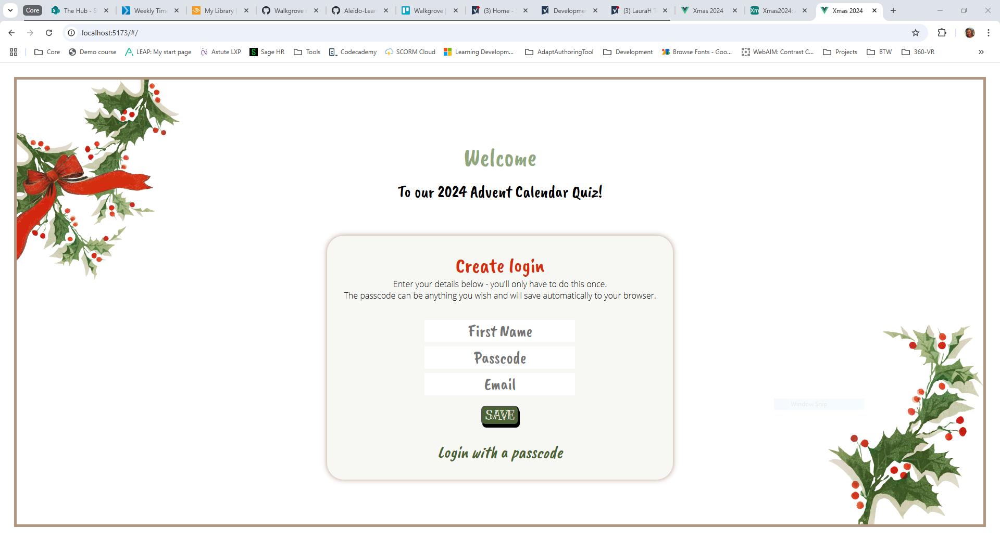 Core
The Hub - S
Weekly Time
My Library |
Walkgrove
Aleido-Lear
Walkgrove |
(3) Home -
Developme
(3) LauraH
Xmas 2024
Xmas2024:
Xmas 2024
localhost:5173/#/
Core
Demo course
LEAP: My start page
Astute LXP
Sage HR
Tools
Codecademy
SCORM Cloud
Learning Developm...
AdaptAuthoringTool
Development
Browse Fonts - Goo...
WebAIM: Contrast C...
Projects
BTW
360-VR
Welcome
To our 2024 Advent Calendar Quiz!
Create login
Enter your details below - you'll only have to do this once.
The passcode can be anything you wish and will save automatically to your browser.
First Name
Passcode
Email
Window Snip
SAVE
Login with a passcode